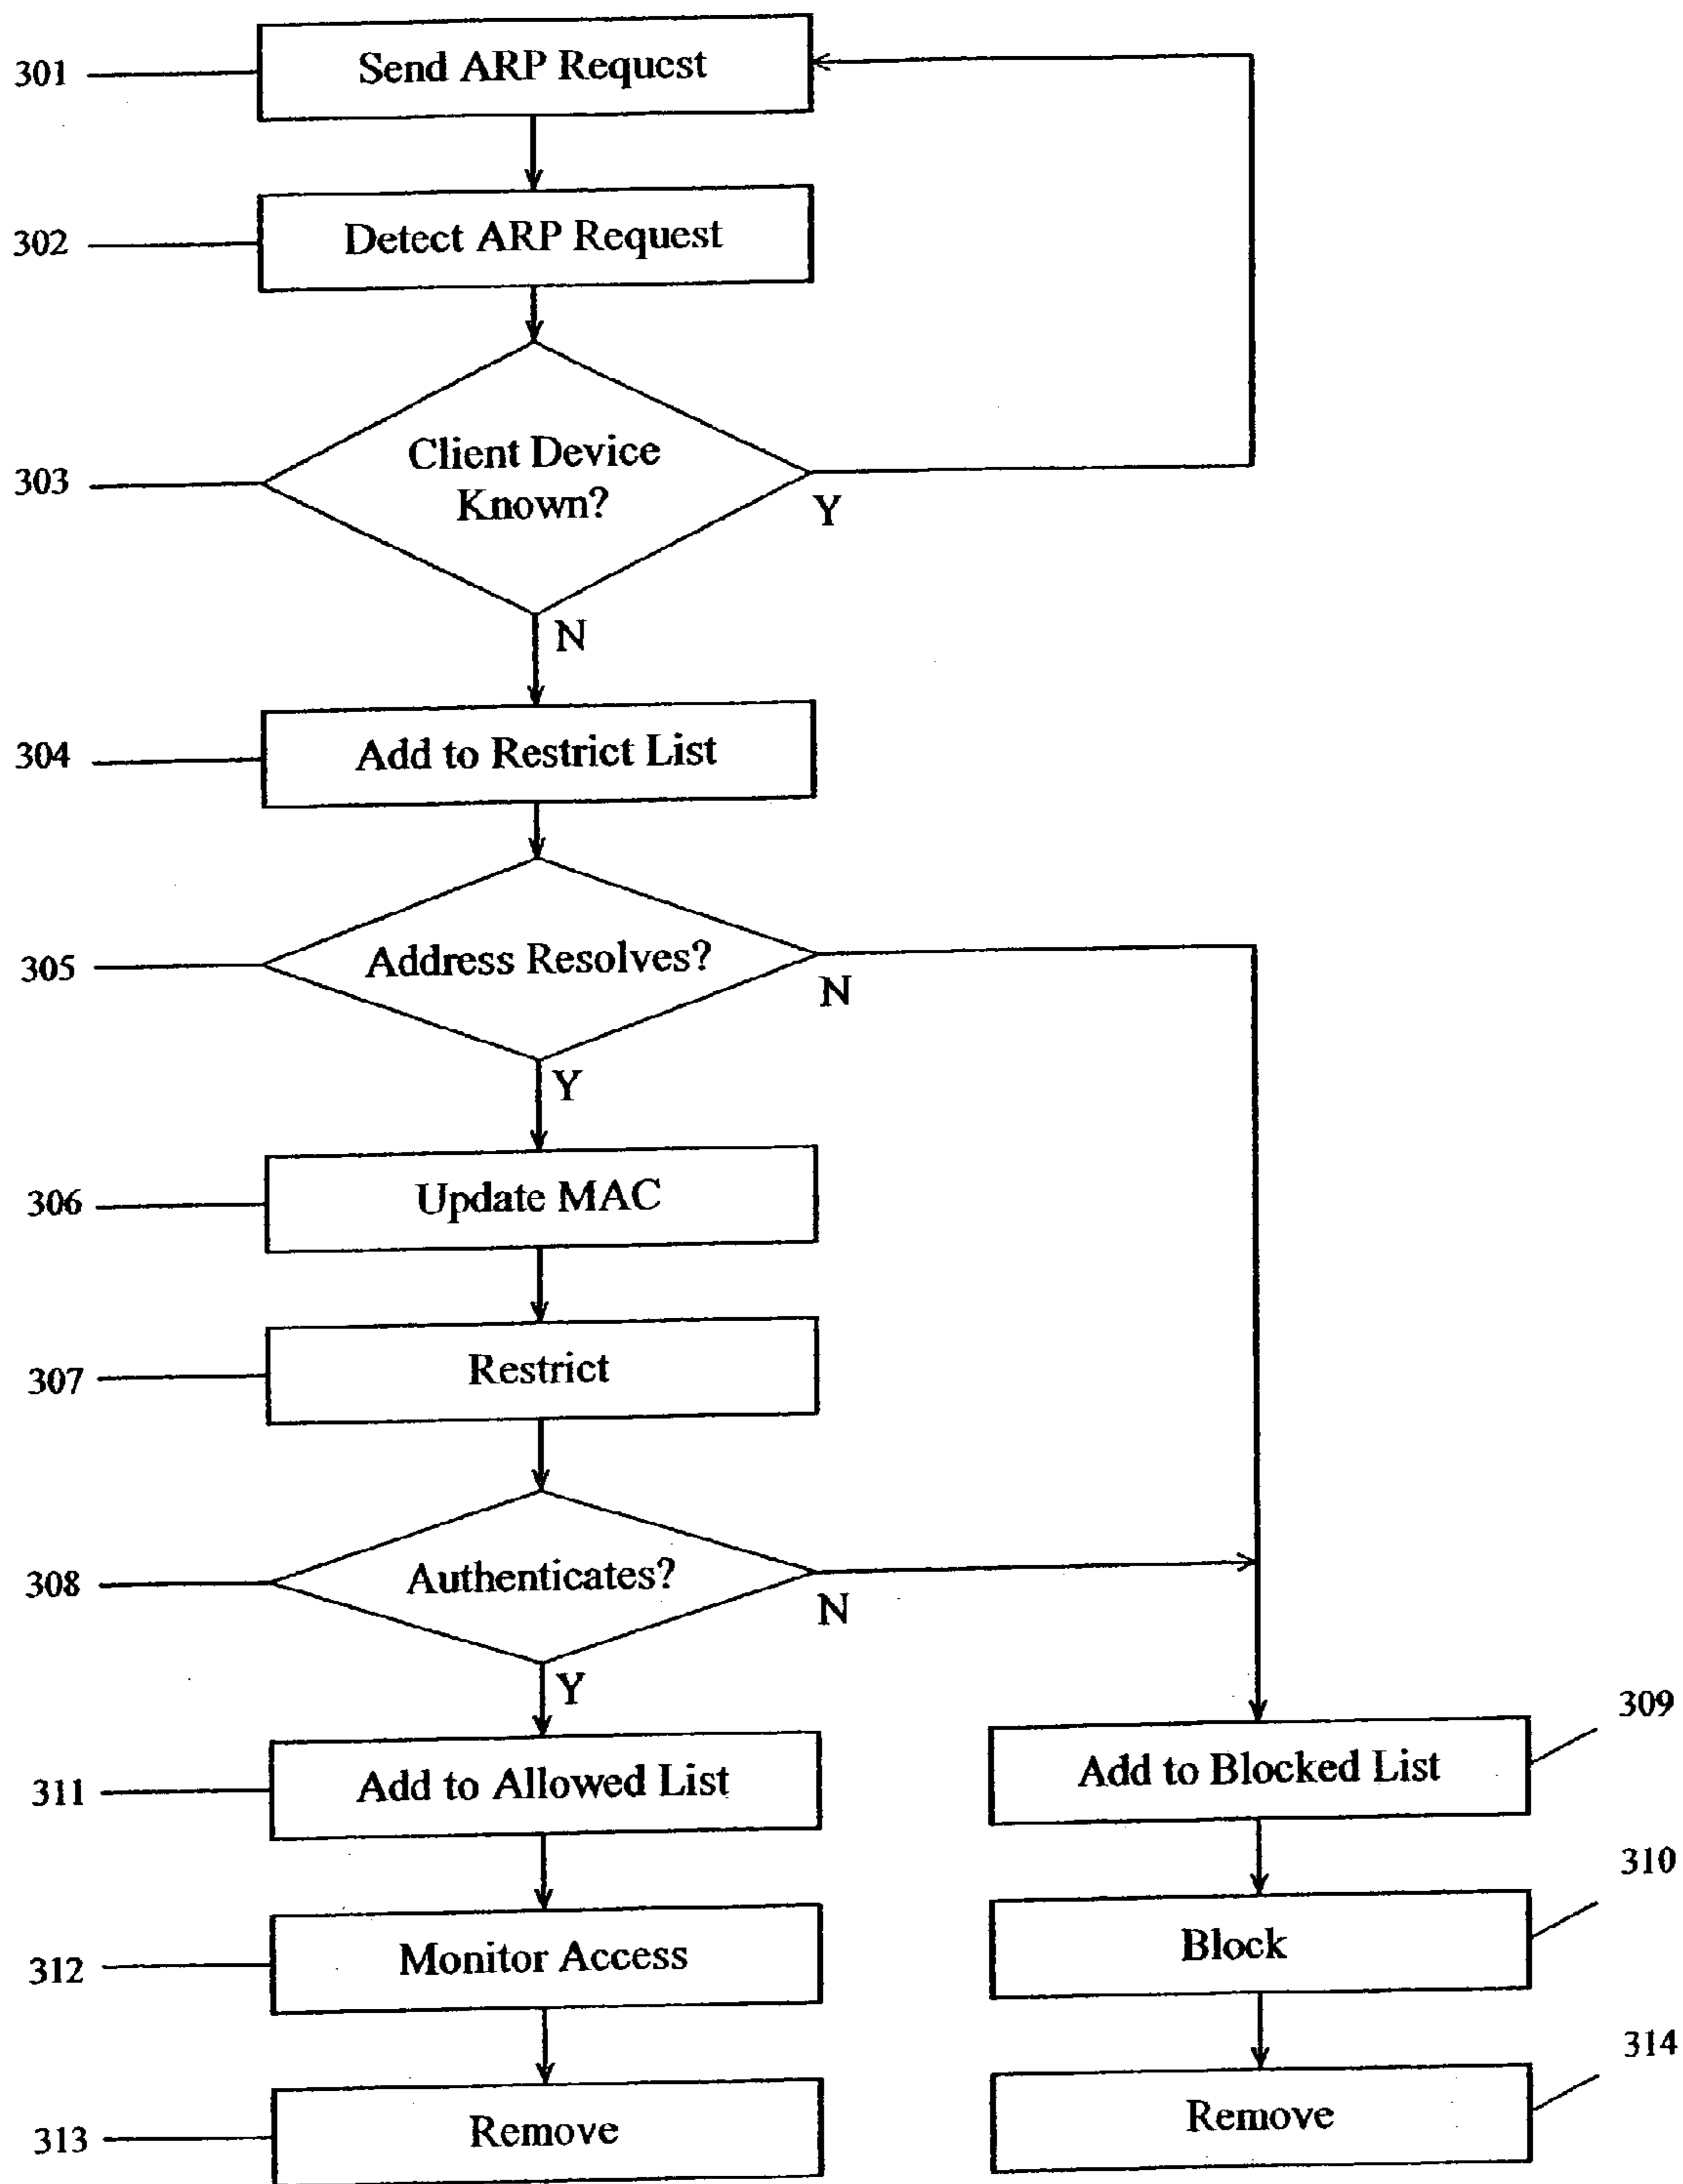 301
Send ARP Request
302
Detect ARP Request
303
Client Device
Known?
Y
N
304
Add to Restrict List
305
Address Resolves?
N
Y
306
Update MAC
307
Restrict
308
Authenticates?
N
Y
309
311
Add to Allowed List
Add to Blocked List
310
312
Monitor Access
Block
314
313
Remove
Remove